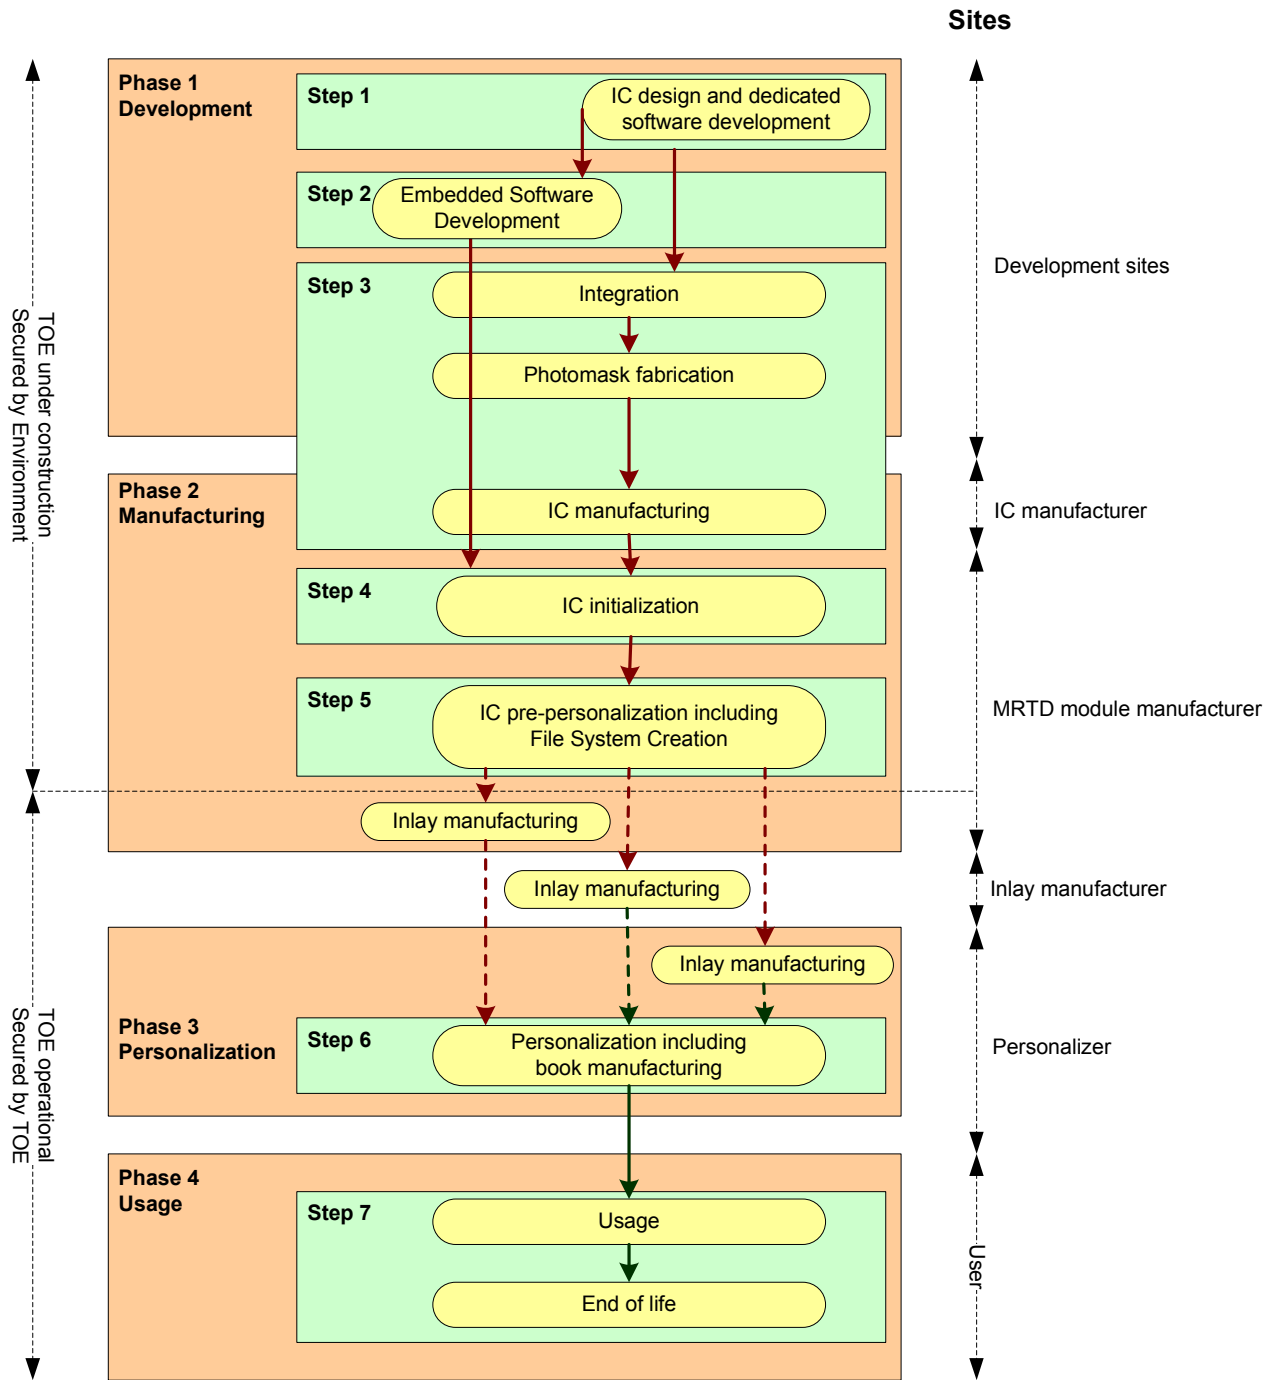 Sites
Phase 1
Development
Step 1
IC design and dedicated
software development
Step 2
Embedded Software
Development
Step 3
Integration
Development sites
Photomask fabrication
TOE under construction
Secured by Environment
Phase 2
Manufacturing
IC manufacturing
IC manufacturer
Step 4
IC initialization
Step 5
IC pre-personalization including
File System Creation
MRTD module manufacturer
Inlay manufacturing
Inlay manufacturing
Inlay manufacturer
Inlay manufacturing
TOE operational
Secured by TOE
Phase 3
Personalization
Step 6
Personalization including
book manufacturing
Personalizer
Phase 4
Usage
Step 7
Usage
User
End of life